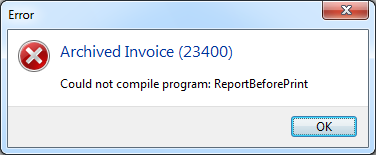 Error
Archived Invoice (23400)
Could not compile program: ReportBeforePrint
OK